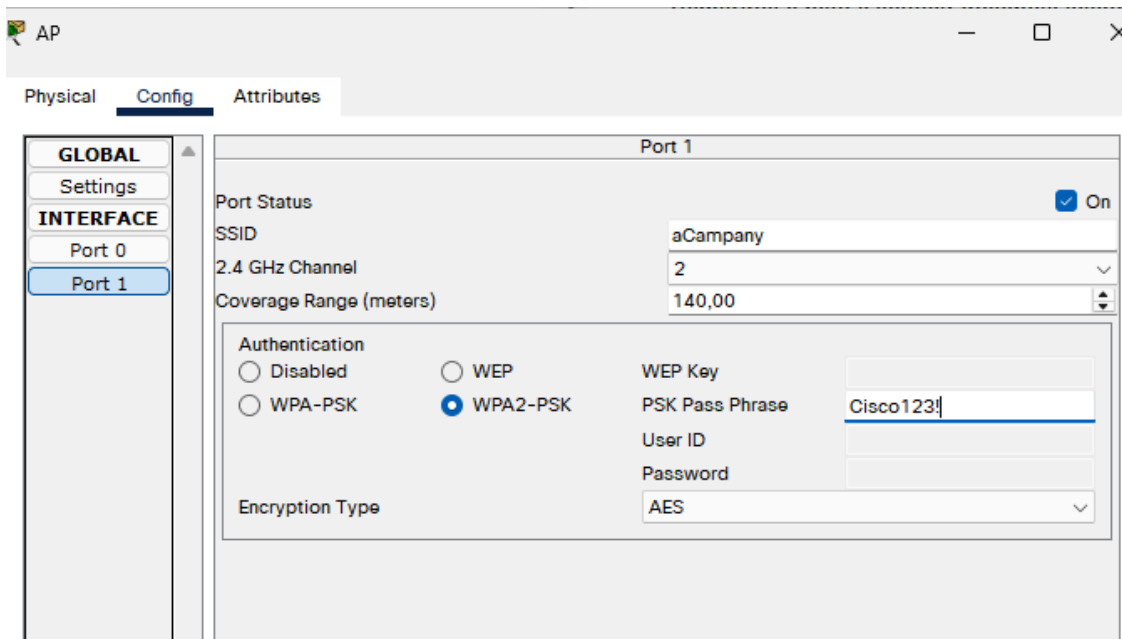 AP
Physical Config Attributes
GLOBAL
Settings
INTERFACE
Port 0
Port 1
Port 1
Port Status On
SSID aCampany
2.4 GHz Channel 2
Coverage Range (meters) 140,00
Authentication
Disabled WEP WEP Key
WPA-PSK WPA2-PSK PSK Pass Phrase Cisco123!
User ID
Password
Encryption Type AES